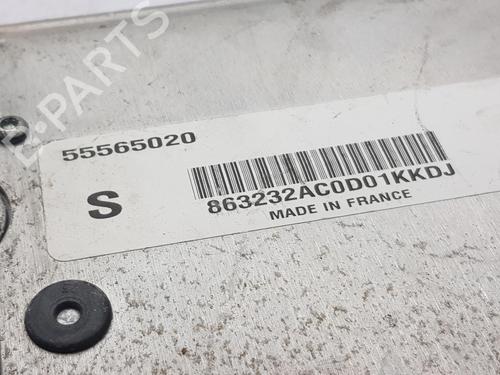 55565020
S
863232AC0D01KKDJ
MADE IN FRANCE
E-PARTS